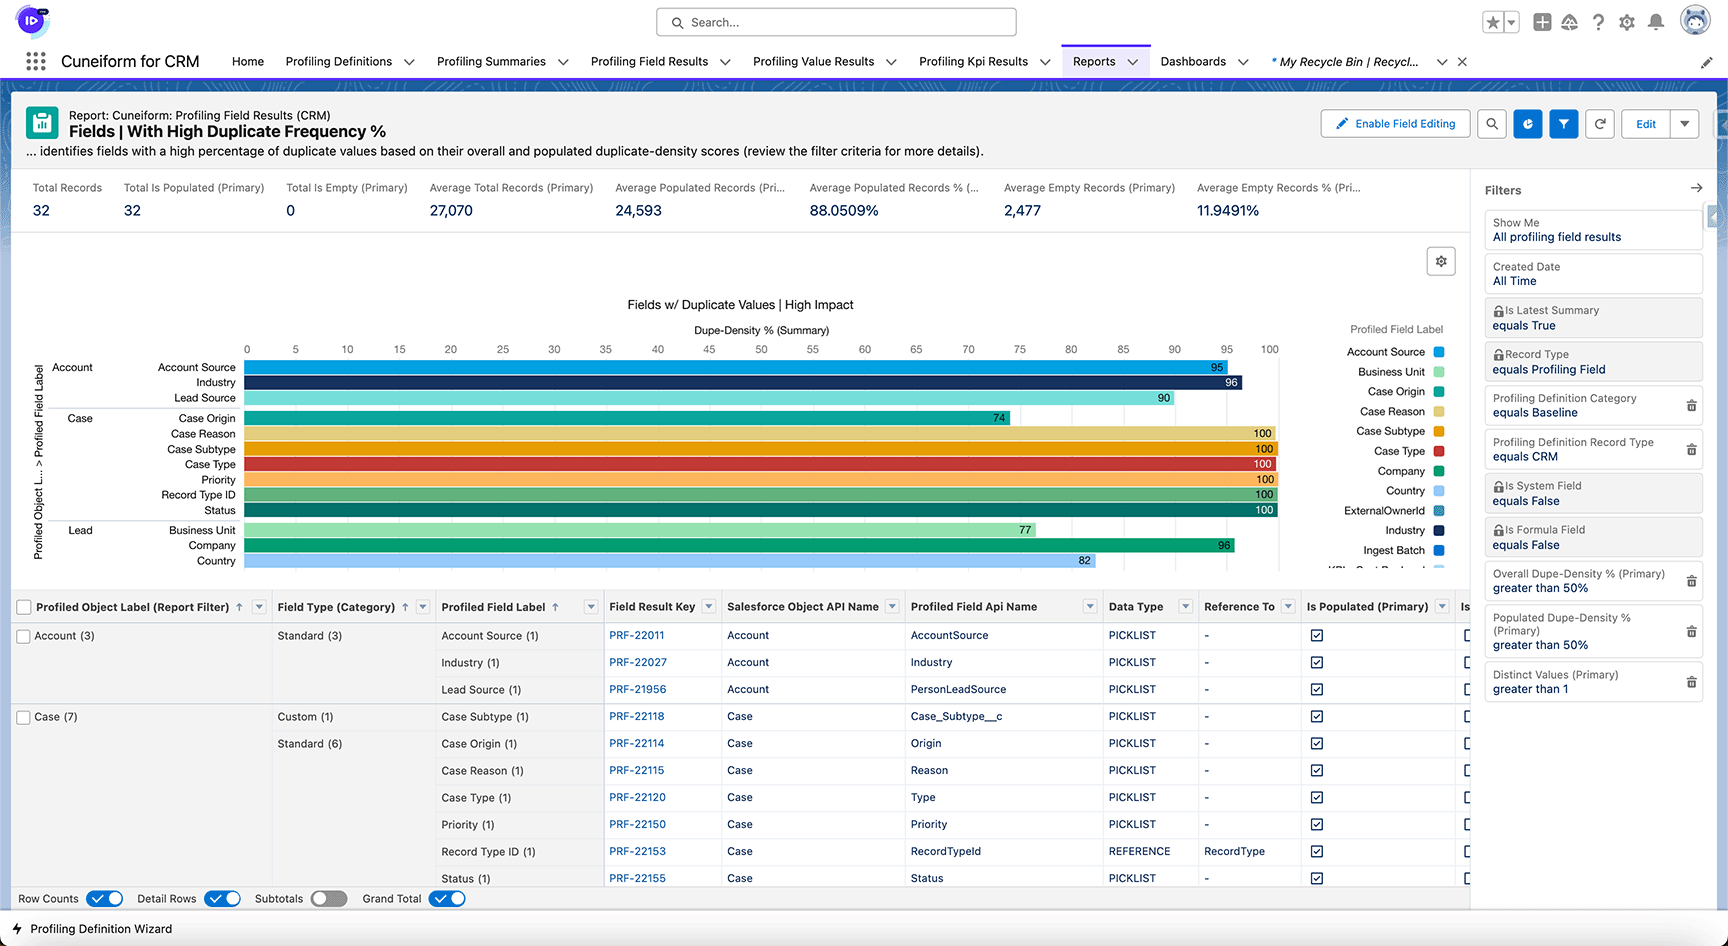 Search...
Cuneiform for CRM
Home
Profiling Definitions
Profiling Summaries
Profiling Field Results
Profiling Value Results
Profiling Kpi Results
Reports
Dashboards
* My Recycle Bin | Recycl...
Report: Cuneiform: Profiling Field Results (CRM)
Fields | With High Duplicate Frequency %
... identifies fields with a high percentage of duplicate values based on their overall and populated duplicate-density scores (review the filter criteria for more details).
Enable Field Editing
Edit
Total Records
32
Total Is Populated (Primary)
32
Total Is Empty (Primary)
0
Average Total Records (Primary)
27,070
Average Populated Records (Pri...
24,593
Average Populated Records % (...
88.0509%
Average Empty Records (Primary)
2,477
Average Empty Records % (Pri...
11.9491%
Fields w/ Duplicate Values | High Impact
Dupe-Density % (Summary)
0 5 10 15 20 25 30 35 40 45 50 55 60 65 70 75 80 85 90 95 100
Profiled Object L... > Profiled Field Label
Account
Account Source 95
Industry 96
Lead Source 90
Case
Case Origin 74
Case Reason 100
Case Subtype 100
Case Type 100
Priority 100
Record Type ID 100
Status 100
Lead
Business Unit 77
Company 96
Country 82
Profiled Field Label
Account Source
Business Unit
Case Origin
Case Reason
Case Subtype
Case Type
Company
Country
ExternalOwnerId
Industry
Ingest Batch
Profiled Object Label (Report Filter) ↑ Field Type (Category) ↑ Profiled Field Label ↑ Field Result Key Salesforce Object API Name Profiled Field Api Name Data Type Reference To Is Populated (Primary) Is
Account (3) Standard (3) Account Source (1) PRF-22011 Account AccountSource PICKLIST -
Industry (1) PRF-22027 Account Industry PICKLIST -
Lead Source (1) PRF-21956 Account PersonLeadSource PICKLIST -
Case (7) Custom (1) Case Subtype (1) PRF-22118 Case Case_Subtype__c PICKLIST -
Standard (6) Case Origin (1) PRF-22114 Case Origin PICKLIST -
Case Reason (1) PRF-22115 Case Reason PICKLIST -
Case Type (1) PRF-22120 Case Type PICKLIST -
Priority (1) PRF-22150 Case Priority PICKLIST -
Record Type ID (1) PRF-22153 Case RecordTypeId REFERENCE RecordType
Status (1) PRF-22155 Case Status PICKLIST -
Row Counts Detail Rows Subtotals Grand Total
Filters
Show Me
All profiling field results
Created Date
All Time
Is Latest Summary
equals True
Record Type
equals Profiling Field
Profiling Definition Category
equals Baseline
Profiling Definition Record Type
equals CRM
Is System Field
equals False
Is Formula Field
equals False
Overall Dupe-Density % (Primary)
greater than 50%
Populated Dupe-Density %
(Primary)
greater than 50%
Distinct Values (Primary)
greater than 1
Profiling Definition Wizard